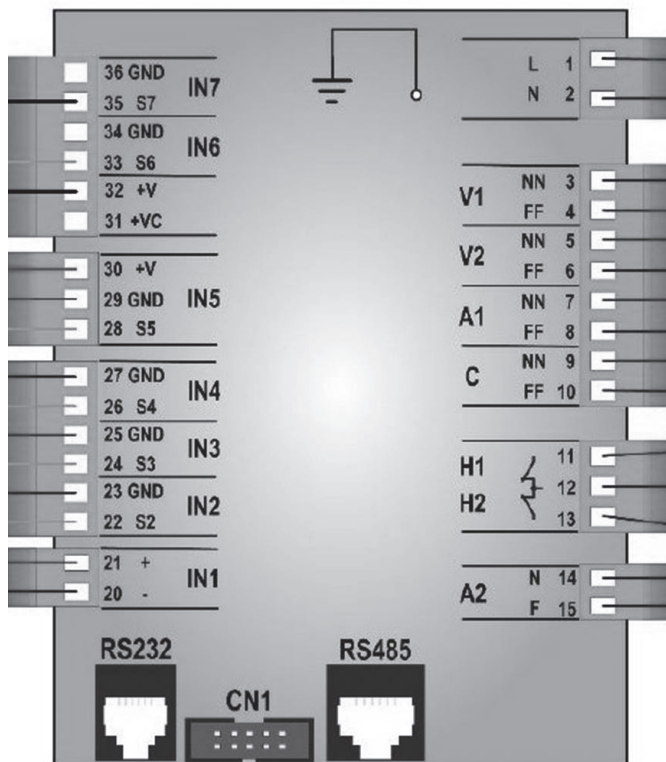 36 GND
IN7
35 S7
34 GND
IN6
33 S6
32 +V
31 +VC
30 +V
29 GND IN5
28 S5
27 GND
IN4
26 S4
25 GND
IN3
24 S3
23 GND
IN2
22 S2
21 +
IN1
20 -
L 1
N 2
NN 3
V1
FF 4
NN 5
V2
FF 6
NN 7
A1
FF 8
NN 9
C
FF 10
H1 11
12
H2
13
N 14
A2
F 15
RS232
CN1
RS485